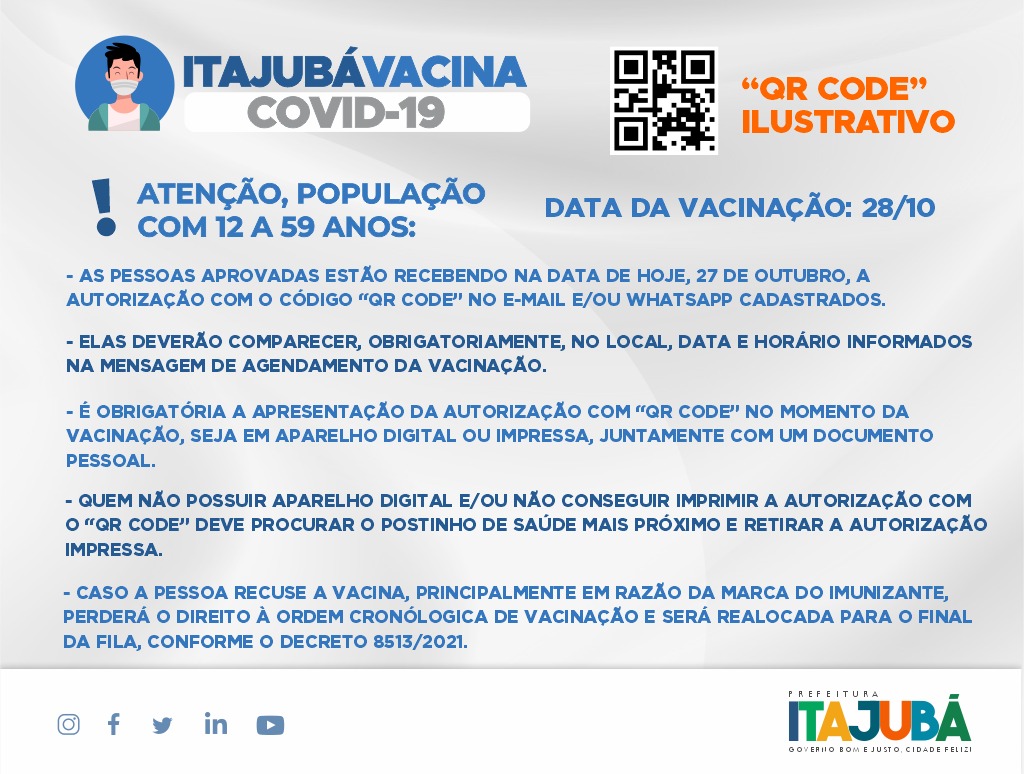 ITAJUBÁVACINA
COVID-19
“QR CODE”
ILUSTRATIVO
! ATENÇÃO, POPULAÇÃO
COM 12 A 59 ANOS:
DATA DA VACINAÇÃO: 28/10
- AS PESSOAS APROVADAS ESTÃO RECEBENDO NA DATA DE HOJE, 27 DE OUTUBRO, A
AUTORIZAÇÃO COM O CÓDIGO “QR CODE” NO E-MAIL E/OU WHATSAPP CADASTRADOS.
- ELAS DEVERÃO COMPARECER, OBRIGATORIAMENTE, NO LOCAL, DATA E HORÁRIO INFORMADOS
NA MENSAGEM DE AGENDAMENTO DA VACINAÇÃO.
- É OBRIGATÓRIA A APRESENTAÇÃO DA AUTORIZAÇÃO COM “QR CODE” NO MOMENTO DA
VACINAÇÃO, SEJA EM APARELHO DIGITAL OU IMPRESSA, JUNTAMENTE COM UM DOCUMENTO
PESSOAL.
- QUEM NÃO POSSUIR APARELHO DIGITAL E/OU NÃO CONSEGUIR IMPRIMIR A AUTORIZAÇÃO COM
O “QR CODE” DEVE PROCURAR O POSTINHO DE SAÚDE MAIS PRÓXIMO E RETIRAR A AUTORIZAÇÃO
IMPRESSA.
- CASO A PESSOA RECUSE A VACINA, PRINCIPALMENTE EM RAZÃO DA MARCA DO IMUNIZANTE,
PERDERÁ O DIREITO À ORDEM CRONÓLOGICA DE VACINAÇÃO E SERÁ REALOCADA PARA O FINAL
DA FILA, CONFORME O DECRETO 8513/2021.
PREFEITURA
ITAJUBÁ
GOVERNO BOM E JUSTO, CIDADE FELIZ!